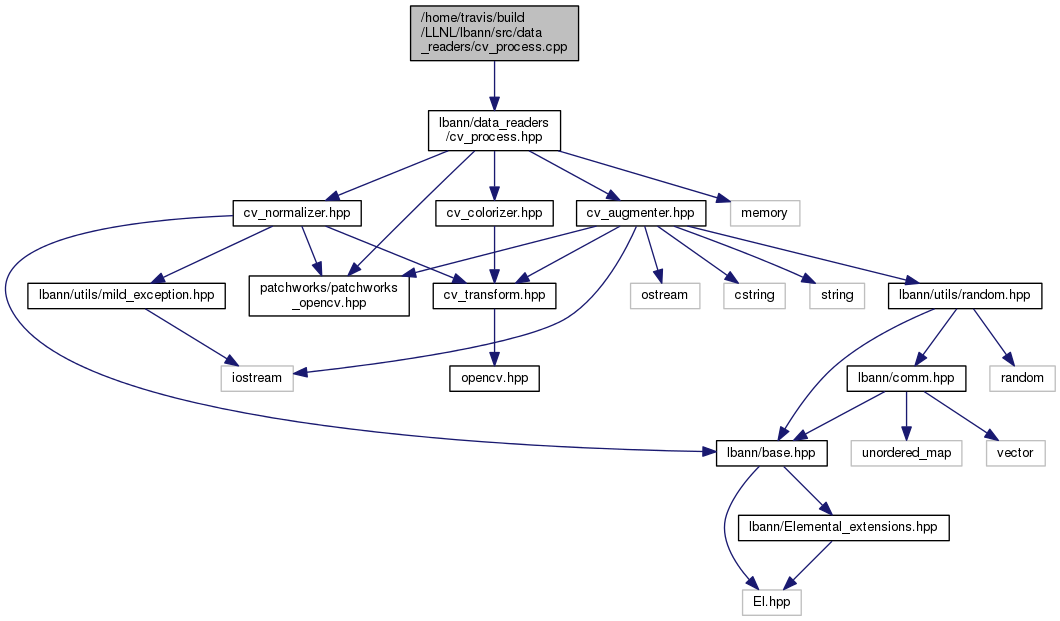 /home/travis/build
/LLNL/lbann/src/data
_readers/cv_process.cpp
lbann/data_readers
/cv_process.hpp
cv_normalizer.hpp
cv_colorizer.hpp
cv_augmenter.hpp
memory
lbann/utils/mild_exception.hpp
patchworks/patchworks
_opencv.hpp
cv_transform.hpp
ostream
cstring
string
lbann/utils/random.hpp
iostream
opencv.hpp
lbann/comm.hpp
random
lbann/base.hpp
unordered_map
vector
lbann/Elemental_extensions.hpp
El.hpp